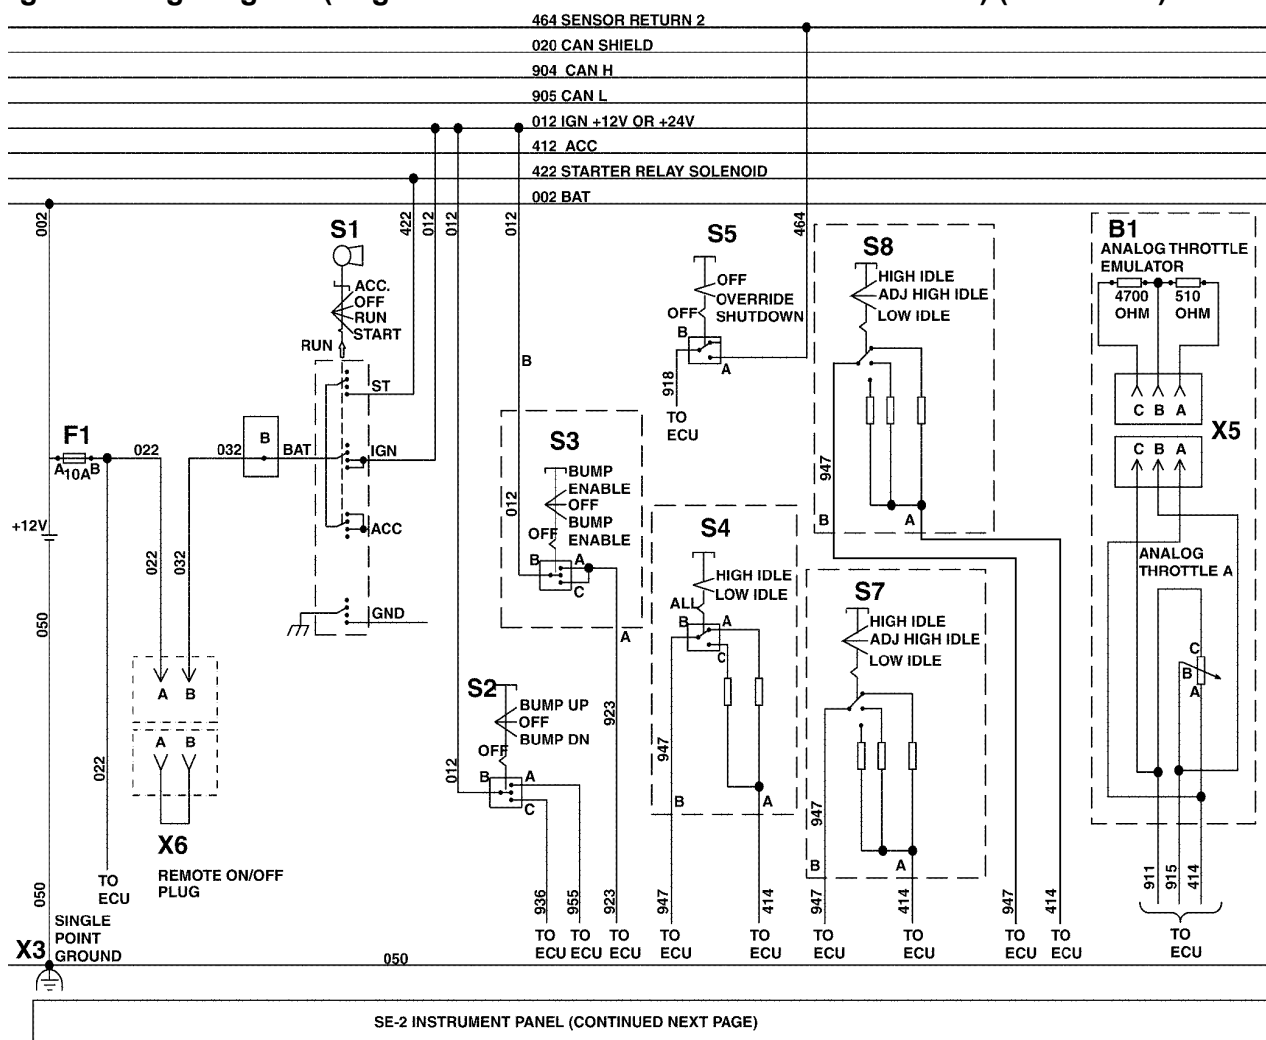 464 SENSOR RETURN 2
020 CAN SHIELD
904 CAN H
905 CAN L
012 IGN +12V OR +24V
412 ACC
422 STARTER RELAY SOLENOID
002 BAT
002
422
012
012
012
464
S1
ACC.
OFF
RUN
START
RUN
ST
BAT
IGN
ACC
GND
F1
A
B
10A
022
032
B
+12V
022
032
050
A B
A B
X6
REMOTE ON/OFF
PLUG
022
TO
ECU
050
X3
SINGLE
POINT
GROUND
050
B
012
S3
BUMP
ENABLE
OFF
BUMP
ENABLE
OFF
B
A
C
A
923
S2
BUMP UP
OFF
BUMP DN
OFF
012
B
A
C
936
TO
ECU
955
TO
ECU
923
TO
ECU
S5
OFF
OVERRIDE
SHUTDOWN
OFF
B
A
918
TO
ECU
S4
HIGH IDLE
LOW IDLE
ALL
B
A
C
947
B
A
947
TO
ECU
414
TO
ECU
S8
HIGH IDLE
ADJ HIGH IDLE
LOW IDLE
947
B
A
S7
HIGH IDLE
ADJ HIGH IDLE
LOW IDLE
947
B
A
947
TO
ECU
414
TO
ECU
947
TO
ECU
414
TO
ECU
B1
ANALOG THROTTLE
EMULATOR
4700
OHM
510
OHM
C B A
X5
C B A
ANALOG
THROTTLE A
C
B
A
911
915
414
TO
ECU
SE-2 INSTRUMENT PANEL (CONTINUED NEXT PAGE)